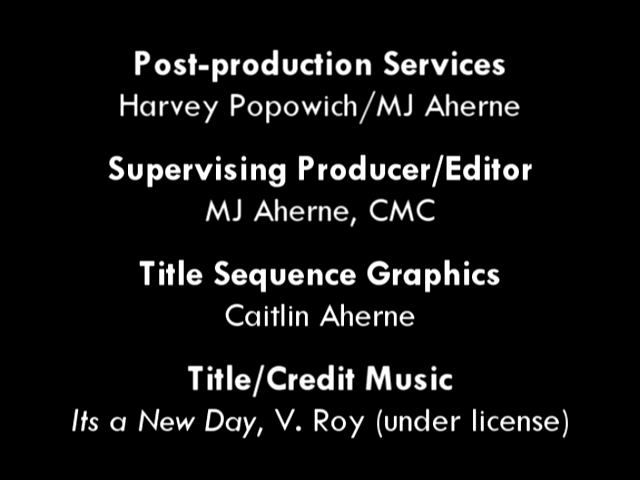 Post-production Services
Harvey Popowich/MJ Aherne
Supervising Producer/Editor
MJ Aherne, CMC
Title Sequence Graphics
Caitlin Aherne
Title/Credit Music
Its a New Day, V. Roy (under license)